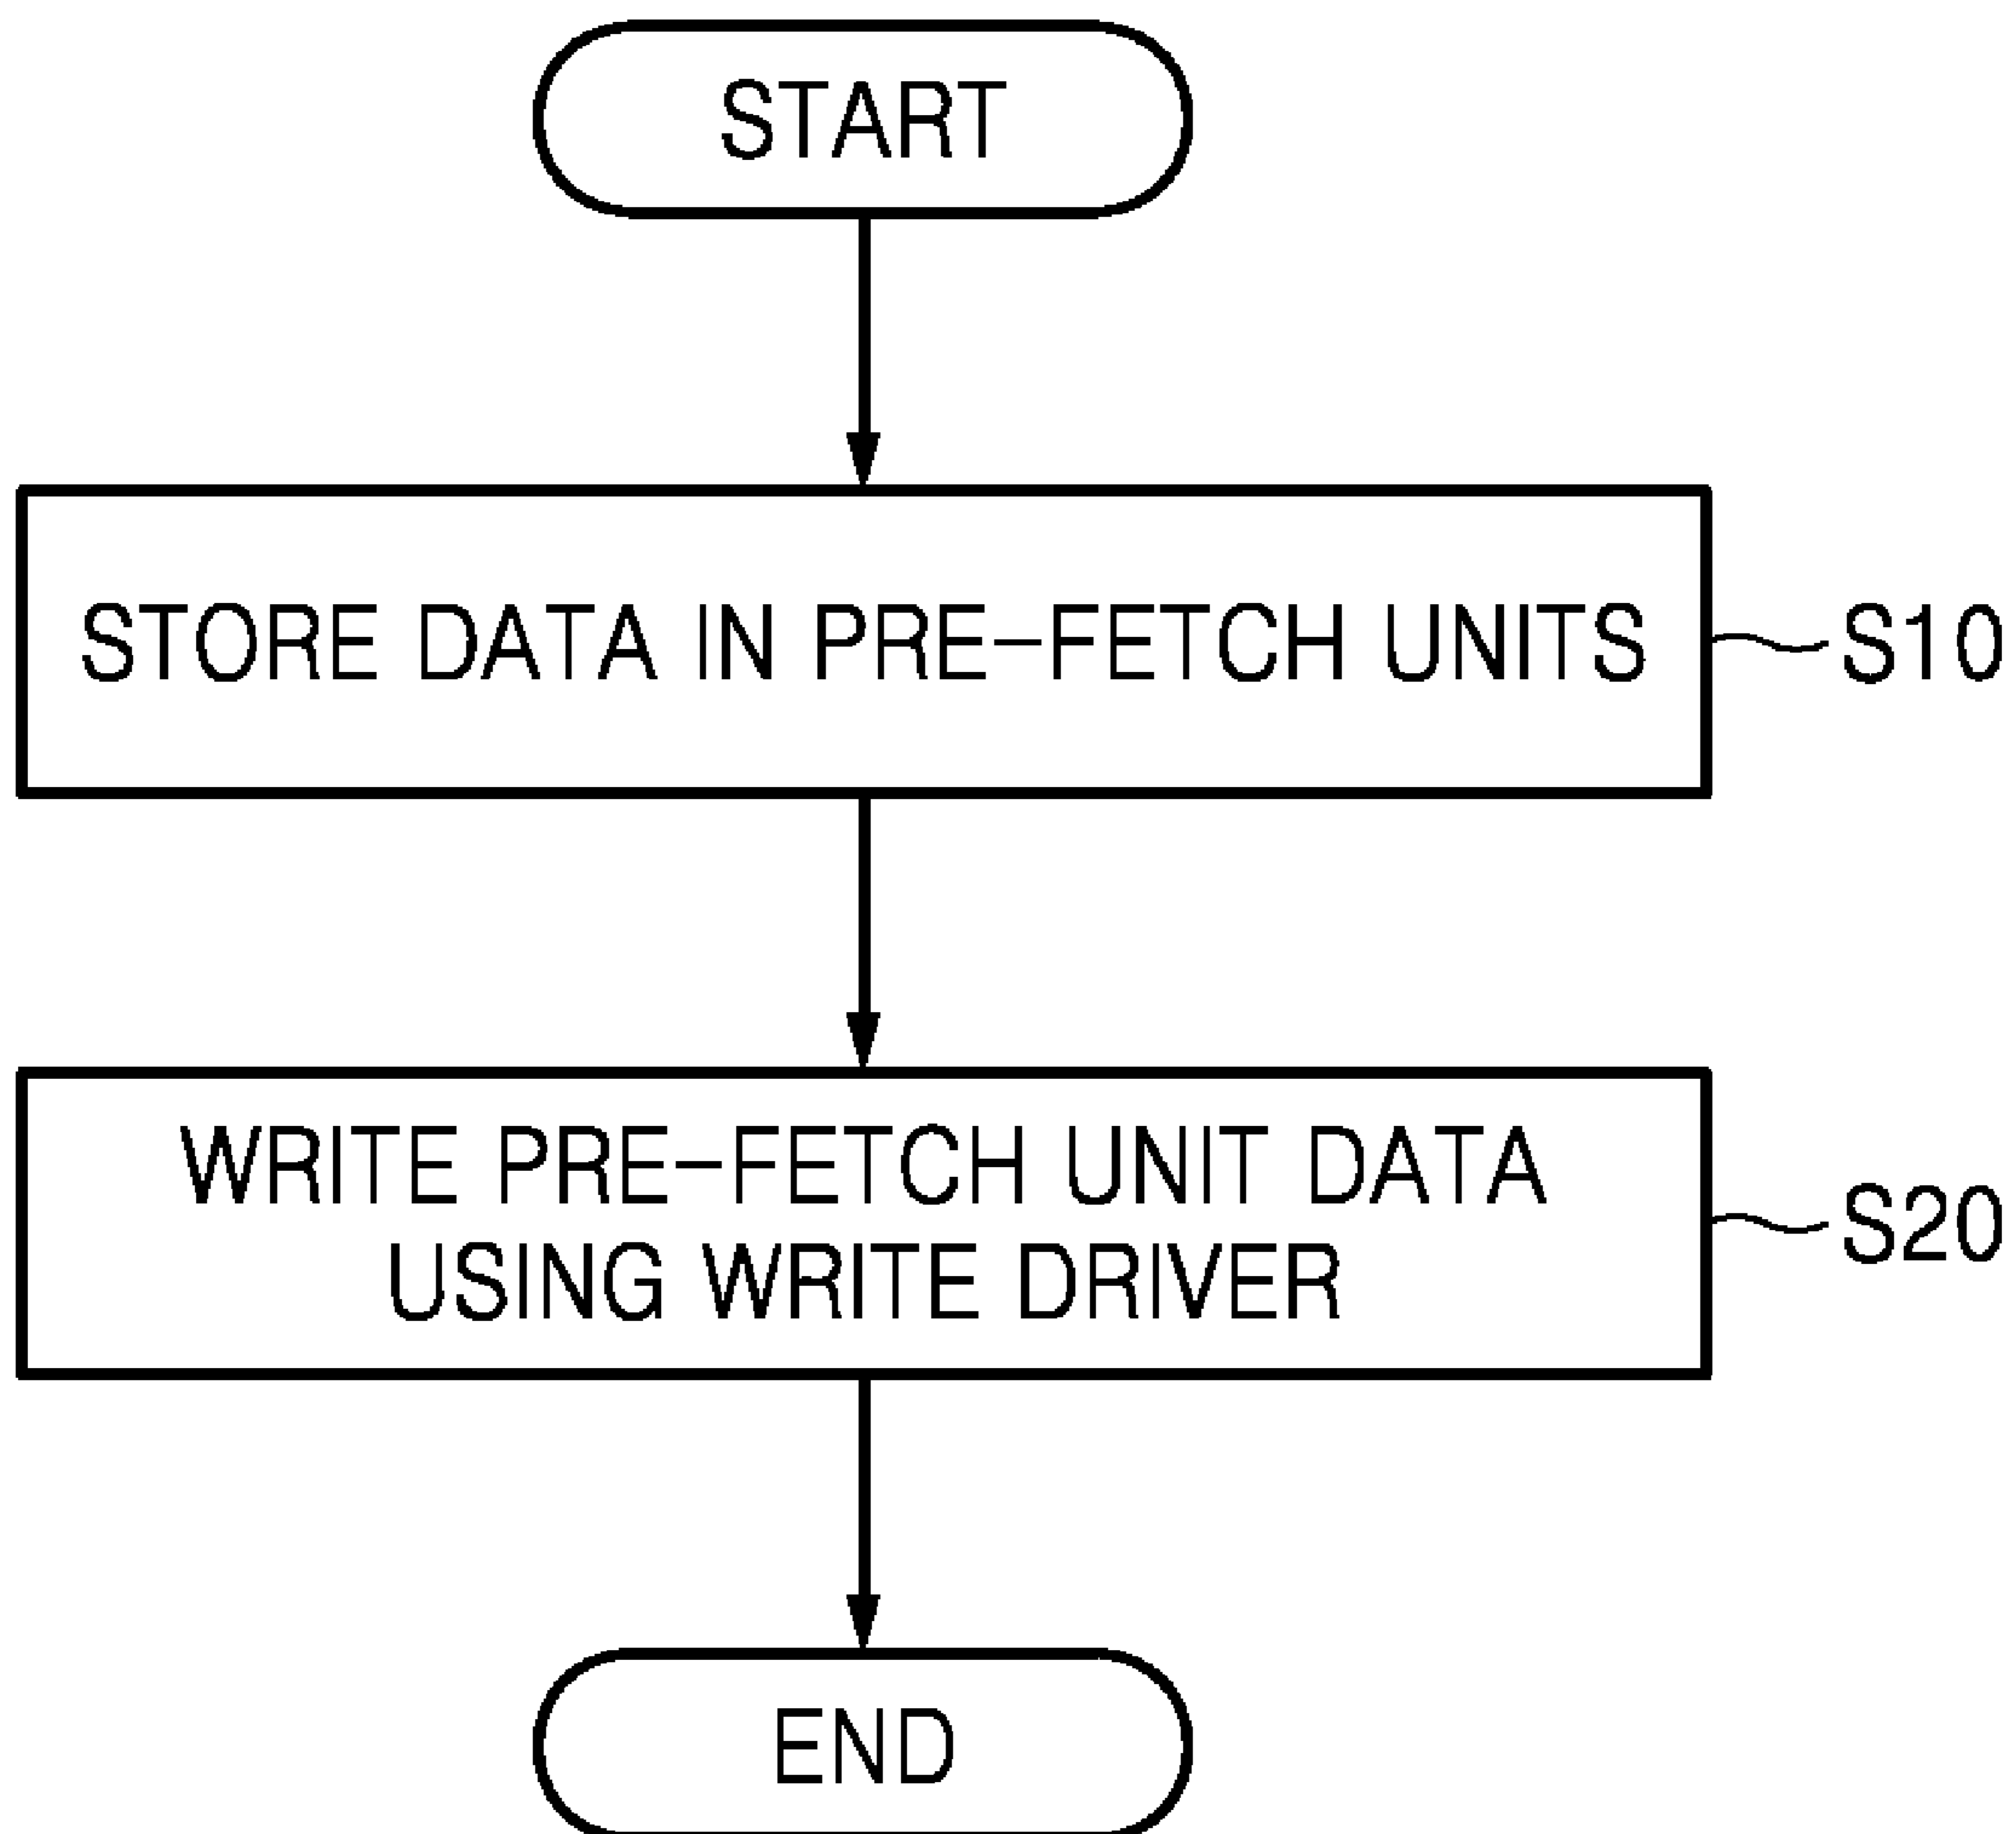 START
STORE DATA IN PRE-FETCH UNITS
S10
WRITE PRE-FETCH UNIT DATA
USING WRITE DRIVER
S20
END